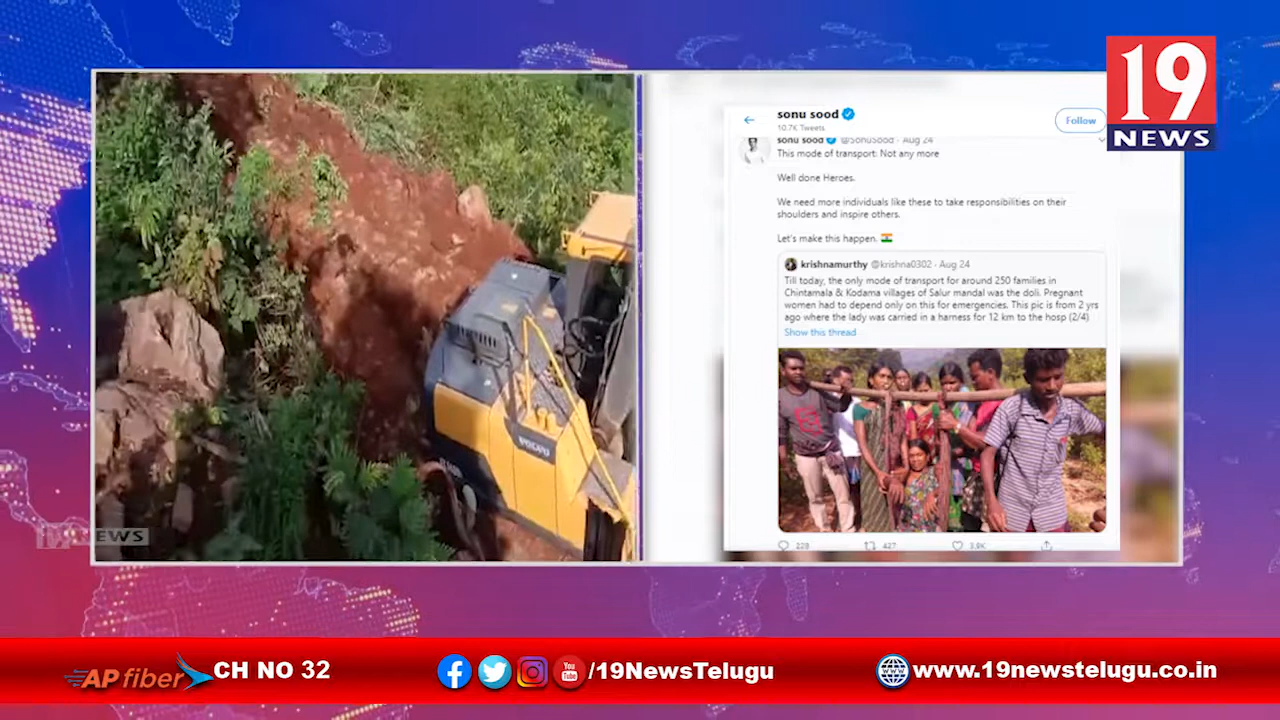 19
NEWS
sonu sood
10.7K Tweets
Follow
sonu sood @SonuSood · Aug 24
This mode of transport: Not any more
Well done Heroes.
We need more individuals like these to take responsibilities on their
shoulders and inspire others.
Let's make this happen. 🇮🇳
krishnamurthy @krishna0302 · Aug 24
Till today, the only mode of transport for around 250 families in
Chintamala & Kodama villages of Salur mandal was the doli. Pregnant
women had to depend only on this for emergencies. This pic is from 2 yrs
ago where the lady was carried in a harness for 12 km to the hosp (2/4)
Show this thread
228 427 3.9K
VOLVO
NEWS
AP fiber CH NO 32
You Tube
/19NewsTelugu
www.19newstelugu.co.in